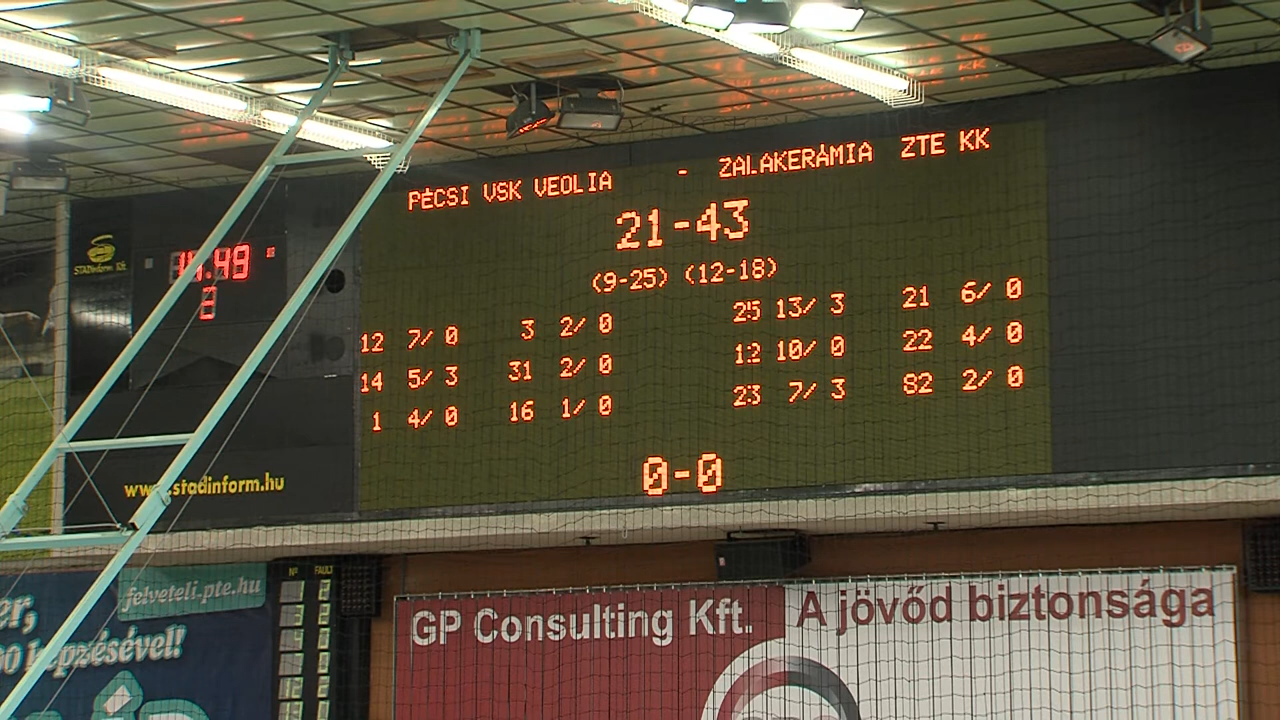 PÉCSI VSK VEOLIA - ZALAKERÁMIA ZTE KK
21-43
(9-25) (12-18)
12 7/ 0 3 2/ 0 25 13/ 3 21 6/ 0
14 5/ 3 31 2/ 0 12 10/ 0 22 4/ 0
1 4/ 0 16 1/ 0 23 7/ 3 82 2/ 0
0-0
STADinform Kft.
www.stadinform.hu
felveteli.pte.hu
Nº FAULT
GP Consulting Kft. A jövőd biztonsága